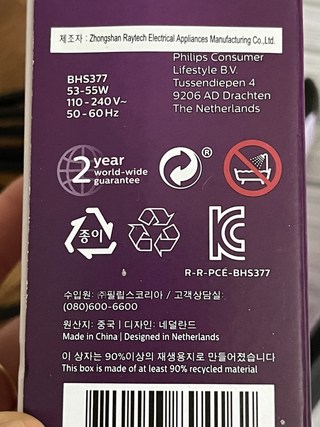 제조자 : Zhongshan Raytech Electrical Appliances Manufacturing Co.,Ltd.
Philips Consumer
Lifestyle B.V.
Tussendiepen 4
9206 AD Drachten
The Netherlands
BHS377
53-55W
110-240V~
50-60Hz
2 year
world-wide
guarantee
®
종이
R-R-PCE-BHS377
수입원: ㈜필립스코리아 / 고객상담실:
(080)600-6600
원산지: 중국 | 디자인: 네덜란드
Made in China | Designed in Netherlands
이 상자는 90%이상의 재생용지로 만들어졌습니다
This box is made of at least 90% recycled material